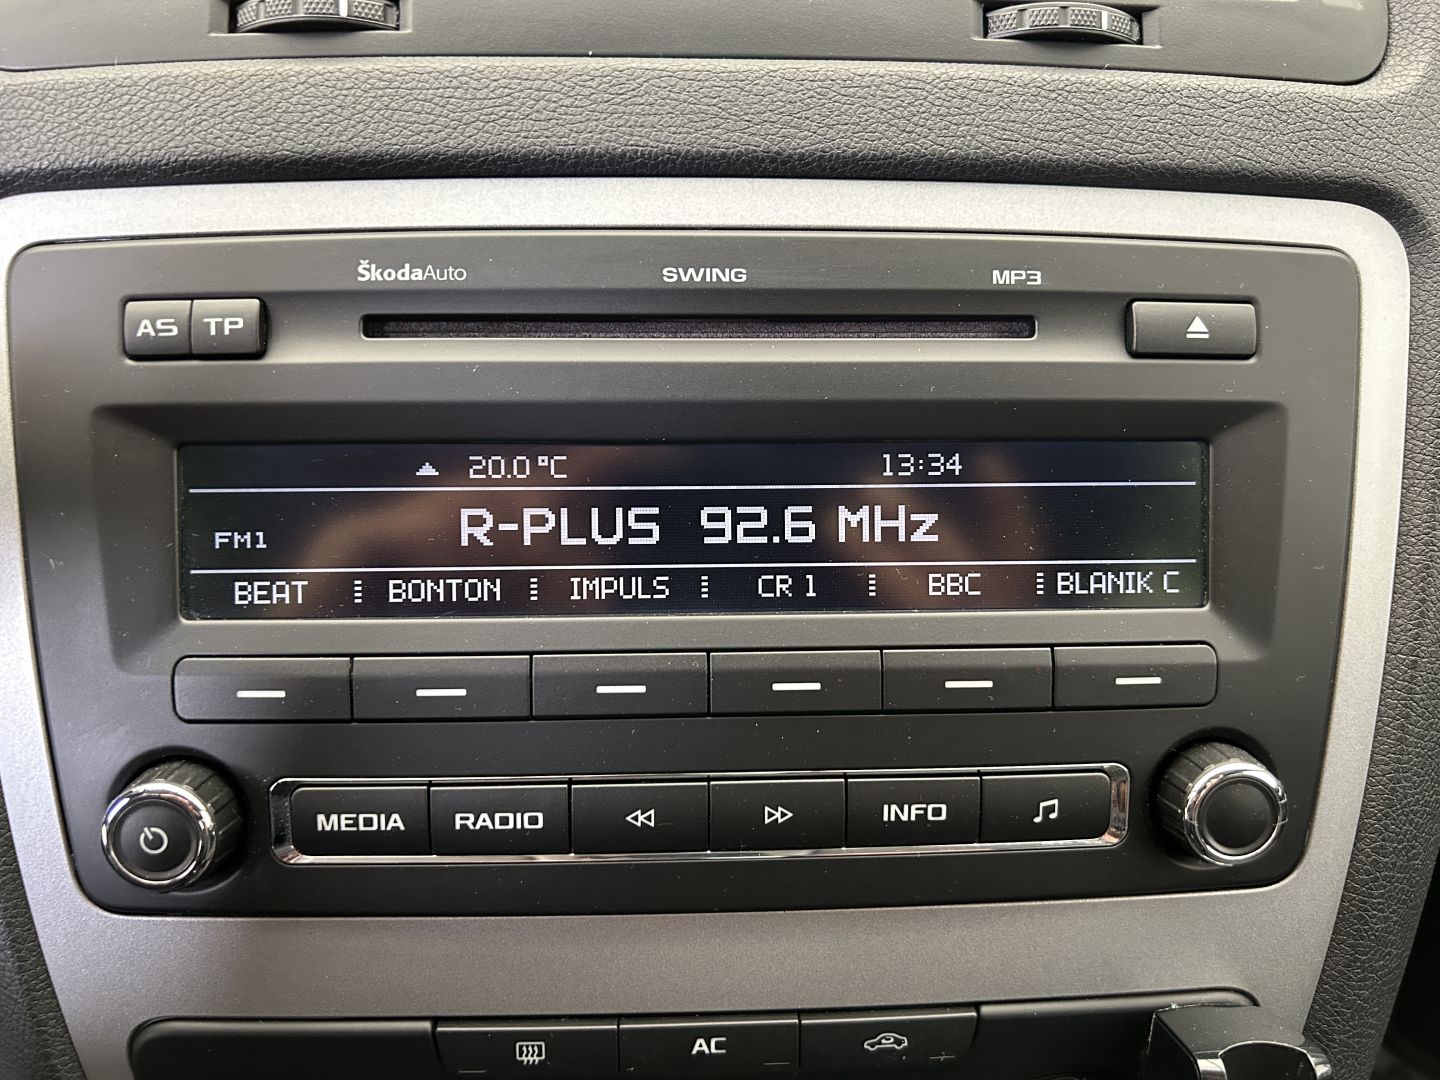 ŠkodaAuto SWING MP3
AS TP
20.0 °C 13:34
FM1 R-PLUS 92.6 MHz
BEAT BONTON IMPULS CR 1 BBC BLANIK C
MEDIA RADIO INFO
AC